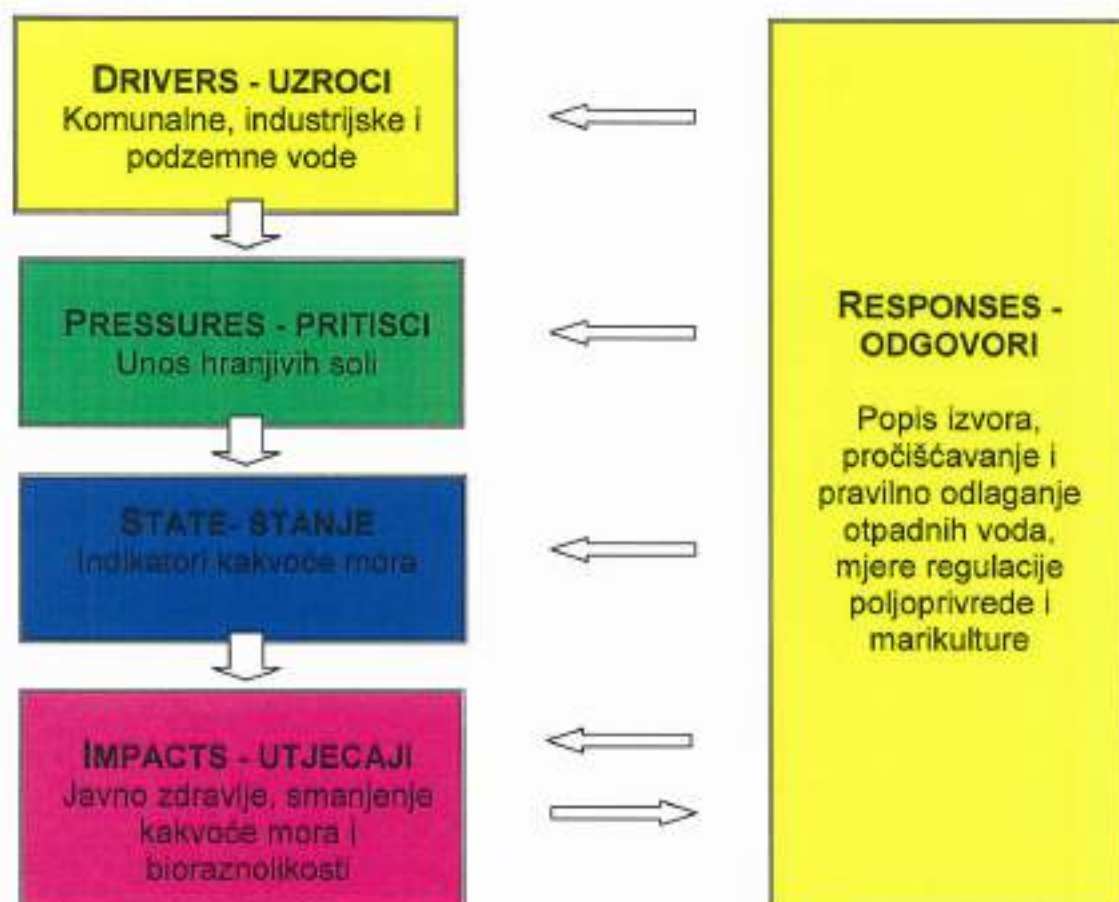 DRIVERS - UZROCI
Komunalne, industrijske i
podzemne vode
PRESSURES - PRITISCI
Unos hranjivih soli
STATE- STANJE
Indikatori kakvoće mora
IMPACTS - UTJECAJI
Javno zdravlje, smanjenje
kakvoće mora i
bioraznolikosti
RESPONSES -
ODGOVORI
Popis izvora,
pročišćavanje i
pravilno odlaganje
otpadnih voda,
mjere regulacije
poljoprivrede i
marikulture